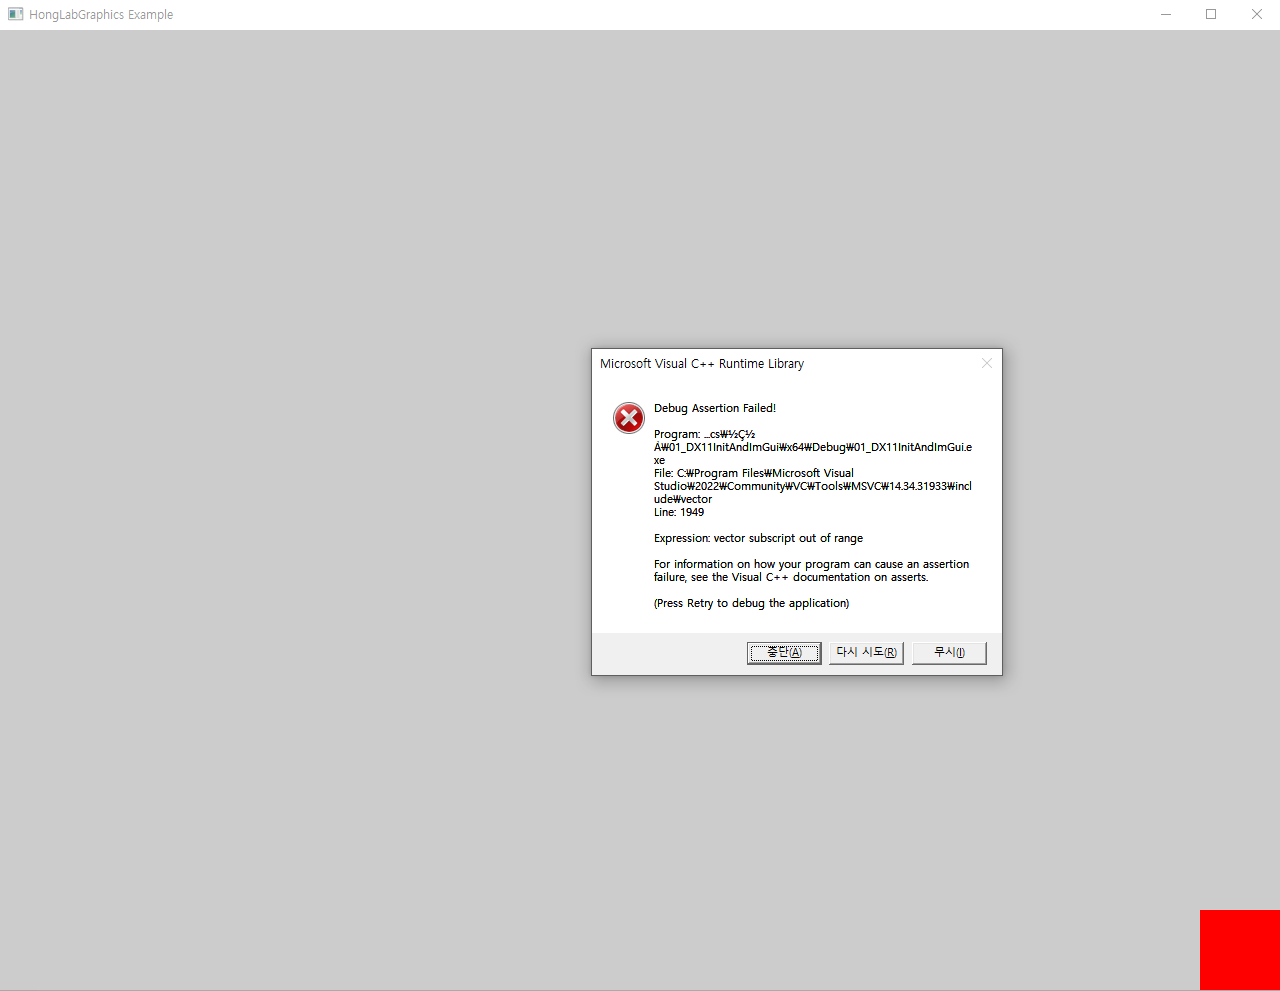 HongLabGraphics Example
Microsoft Visual C++ Runtime Library
Debug Assertion Failed!
Program: ...cs₩½Ç½
Á₩01_DX11InitAndImGui₩x64₩Debug₩01_DX11InitAndImGui.e
xe
File: C:₩Program Files₩Microsoft Visual
Studio₩2022₩Community₩VC₩Tools₩MSVC₩14.34.31933₩incl
ude₩vector
Line: 1949
Expression: vector subscript out of range
For information on how your program can cause an assertion
failure, see the Visual C++ documentation on asserts.
(Press Retry to debug the application)
중단(A) 다시 시도(R) 무시(I)